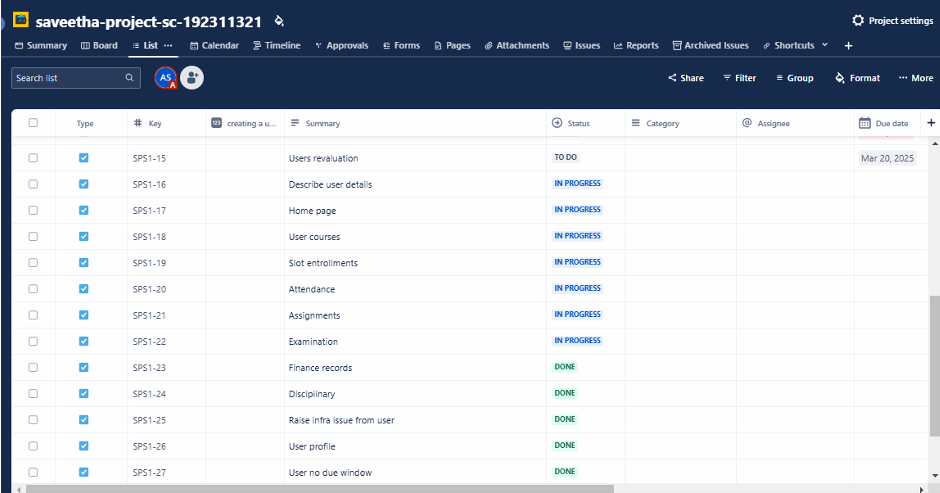 saveetha-project-sc-192311321
Project settings
Summary Board List Calendar Timeline Approvals Forms Pages Attachments Issues Reports Archived Issues Shortcuts
Search list AS A Share Filter Group Format More
Type Key 123 creating a u... Summary Status Category Assignee Due date
SPS1-15 Users revaluation TO DO Mar 20, 2025
SPS1-16 Describe user details IN PROGRESS
SPS1-17 Home page IN PROGRESS
SPS1-18 User courses IN PROGRESS
SPS1-19 Slot entrollments IN PROGRESS
SPS1-20 Attendance IN PROGRESS
SPS1-21 Assignments IN PROGRESS
SPS1-22 Examination IN PROGRESS
SPS1-23 Finance records DONE
SPS1-24 Disciplinary DONE
SPS1-25 Raise infra issue from user DONE
SPS1-26 User profile DONE
SPS1-27 User no due window DONE